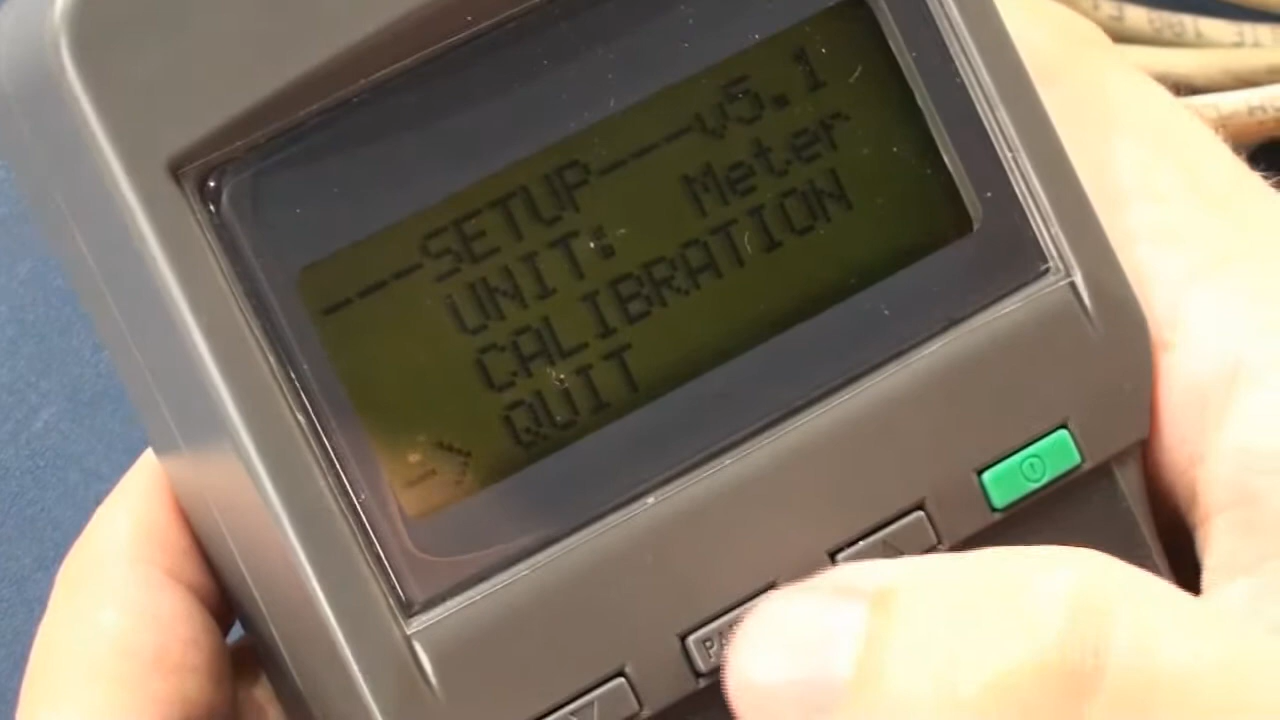 ---SETUP---v5.1
UNIT: Meter
CALIBRATION
-> QUIT